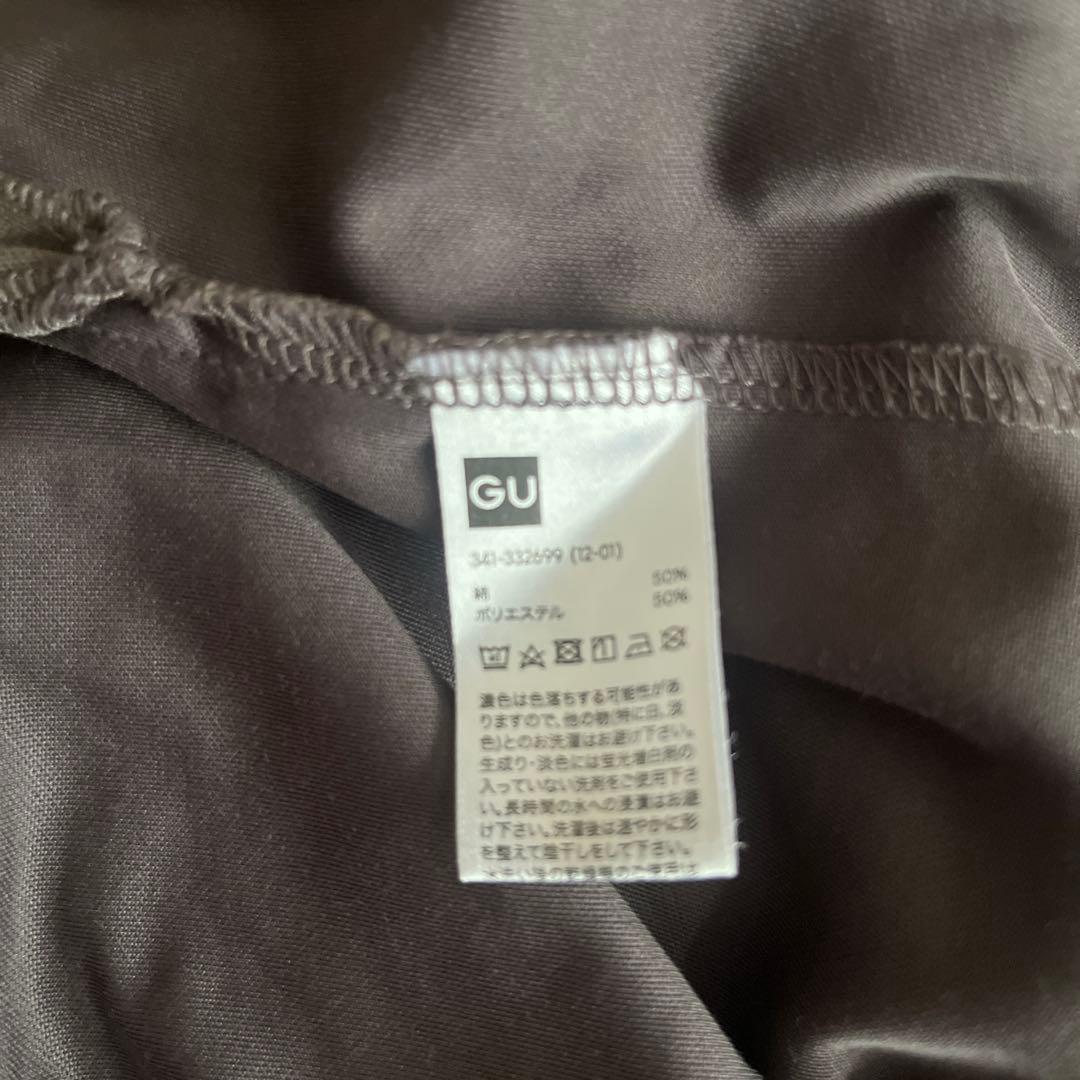 GU
341-332699 (12-01)
綿 50%
ポリエステル 50%
濃色は色落ちする可能性があ
りますので、他の物(特に白、淡
色)とのお洗濯はお避け下さい。
生成り・淡色には蛍光増白剤の
入っていない洗剤をご使用下さ
い。長時間の水への浸漬はお避
け下さい。洗濯後は速やかに形
を整えて陰干しをして下さい。